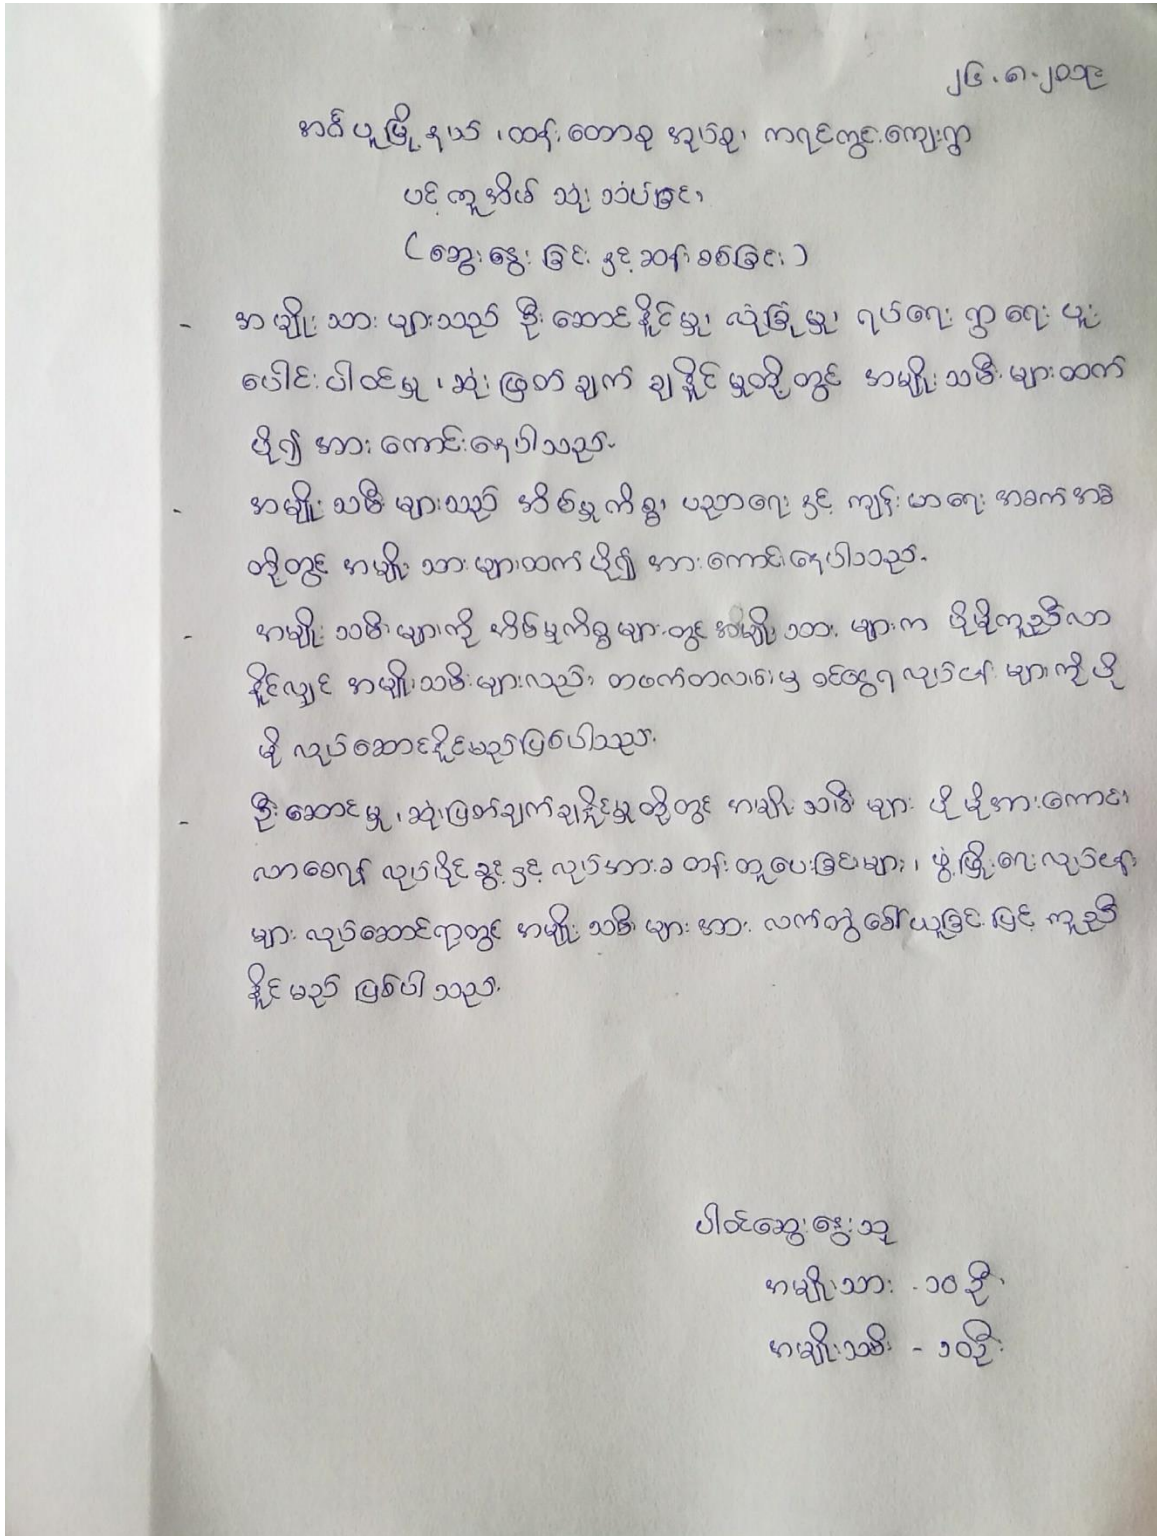 ၂၆.၈.၂၀၁၉
အင်္ဂပူမြို့နယ်၊ ထန်းတောစုအုပ်စု၊ ကရင်ကွင်းကျေးရွာ
ပင့်ကူအိမ်သုံးသပ်ခြင်း
(ဆွေးနွေးခြင်းနှင့်ဆန်းစစ်ခြင်း)
- အမျိုးသားများသည် ဦးဆောင်နိုင်မှု၊ လုံခြုံမှု၊ ရပ်ရေးရွာရေး ပူး
ပေါင်းပါဝင်မှု၊ ဆုံးဖြတ်ချက်ချနိုင်မှုတို့တွင် အမျိုးသမီးများထက်
ပို၍ အားကောင်းနေပါသည်။
- အမျိုးသမီးများသည် အိမ်မှုကိစ္စ၊ ပညာရေးနှင့် ကျန်းမာရေး အခက်အခဲ
တို့တွင် အမျိုးသားများထက်ပို၍ အားကောင်းနေပါသည်။
- အမျိုးသမီးများကို အိမ်မှုကိစ္စများတွင် အမျိုးသားများက ပိုမိုကူညီလာ
နိုင်လျှင် အမျိုးသမီးများလည်း တဖက်တလမ်းမှ ဝင်ငွေရလုပ်ငန်းများကို ပို
မို လုပ်ဆောင်နိုင်မည်ဖြစ်ပါသည်။
- ဦးဆောင်မှု၊ ဆုံးဖြတ်ချက်ချနိုင်မှုတို့တွင် အမျိုးသမီးများ ပိုမိုအားကောင်း
လာစေရန် လုပ်ပိုင်ခွင့်နှင့် လုပ်အားခ တန်းတူပေးခြင်းများ၊ ဖွံ့ဖြိုးရေးလုပ်ငန်း
များ လုပ်ဆောင်ရာတွင် အမျိုးသမီးများအား လက်တွဲခေါ်ယူခြင်းဖြင့် ကူညီ
နိုင်မည် ဖြစ်ပါသည်။
ပါဝင်ဆွေးနွေးသူ
အမျိုးသား - ၁၀ ဦး
အမျိုးသမီး - ၁၀ ဦး